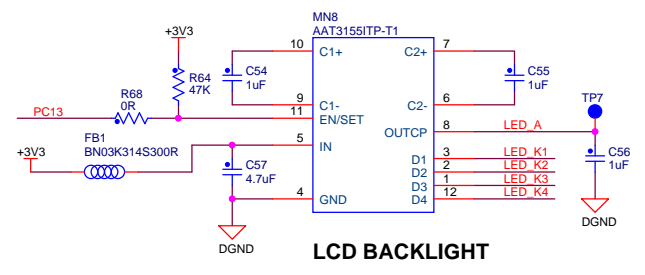 MN8
AAT3155ITP-T1
+3V3
10 C1+ C2+ 7
C54
1uF
C55
1uF
R64
47K
R68
0R
9 C1- C2- 6
TP7
PC13
11 EN/SET
OUTCP 8 LED_A
FB1
BN03K314S300R
+3V3
5 IN
C56
1uF
D1 3 LED_K1
D2 2 LED_K2
D3 1 LED_K3
D4 12 LED_K4
C57
4.7uF
4 GND
DGND
DGND
LCD BACKLIGHT